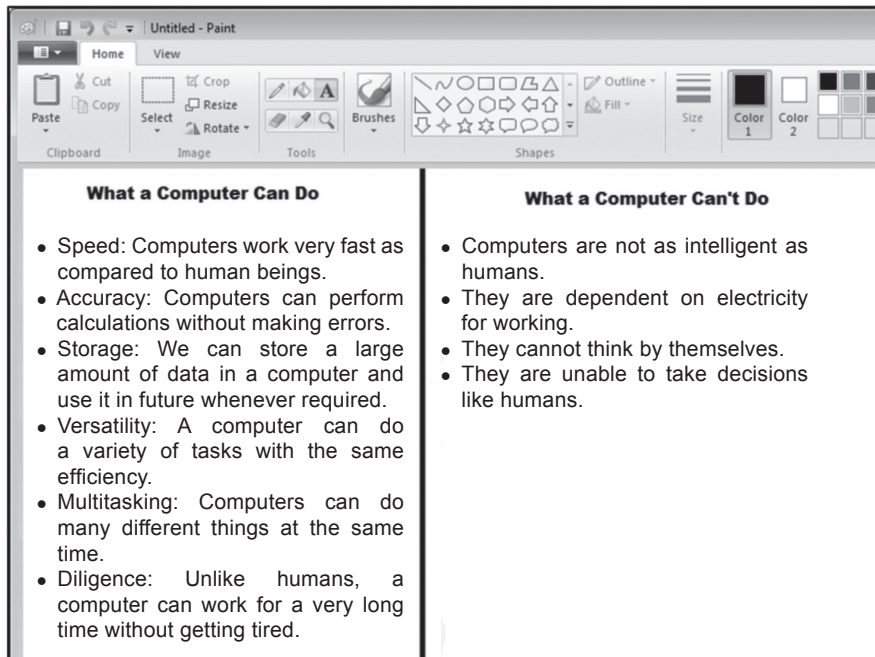 Untitled - Paint
Home View
Cut
Copy
Paste
Clipboard
Select
Crop
Resize
Rotate
Image
Tools
Brushes
Shapes
Outline
Fill
Size
Color 1
Color 2
What a Computer Can Do
• Speed: Computers work very fast as
compared to human beings.
• Accuracy: Computers can perform
calculations without making errors.
• Storage: We can store a large
amount of data in a computer and
use it in future whenever required.
• Versatility: A computer can do
a variety of tasks with the same
efficiency.
• Multitasking: Computers can do
many different things at the same
time.
• Diligence: Unlike humans, a
computer can work for a very long
time without getting tired.
What a Computer Can't Do
• Computers are not as intelligent as
humans.
• They are dependent on electricity
for working.
• They cannot think by themselves.
• They are unable to take decisions
like humans.